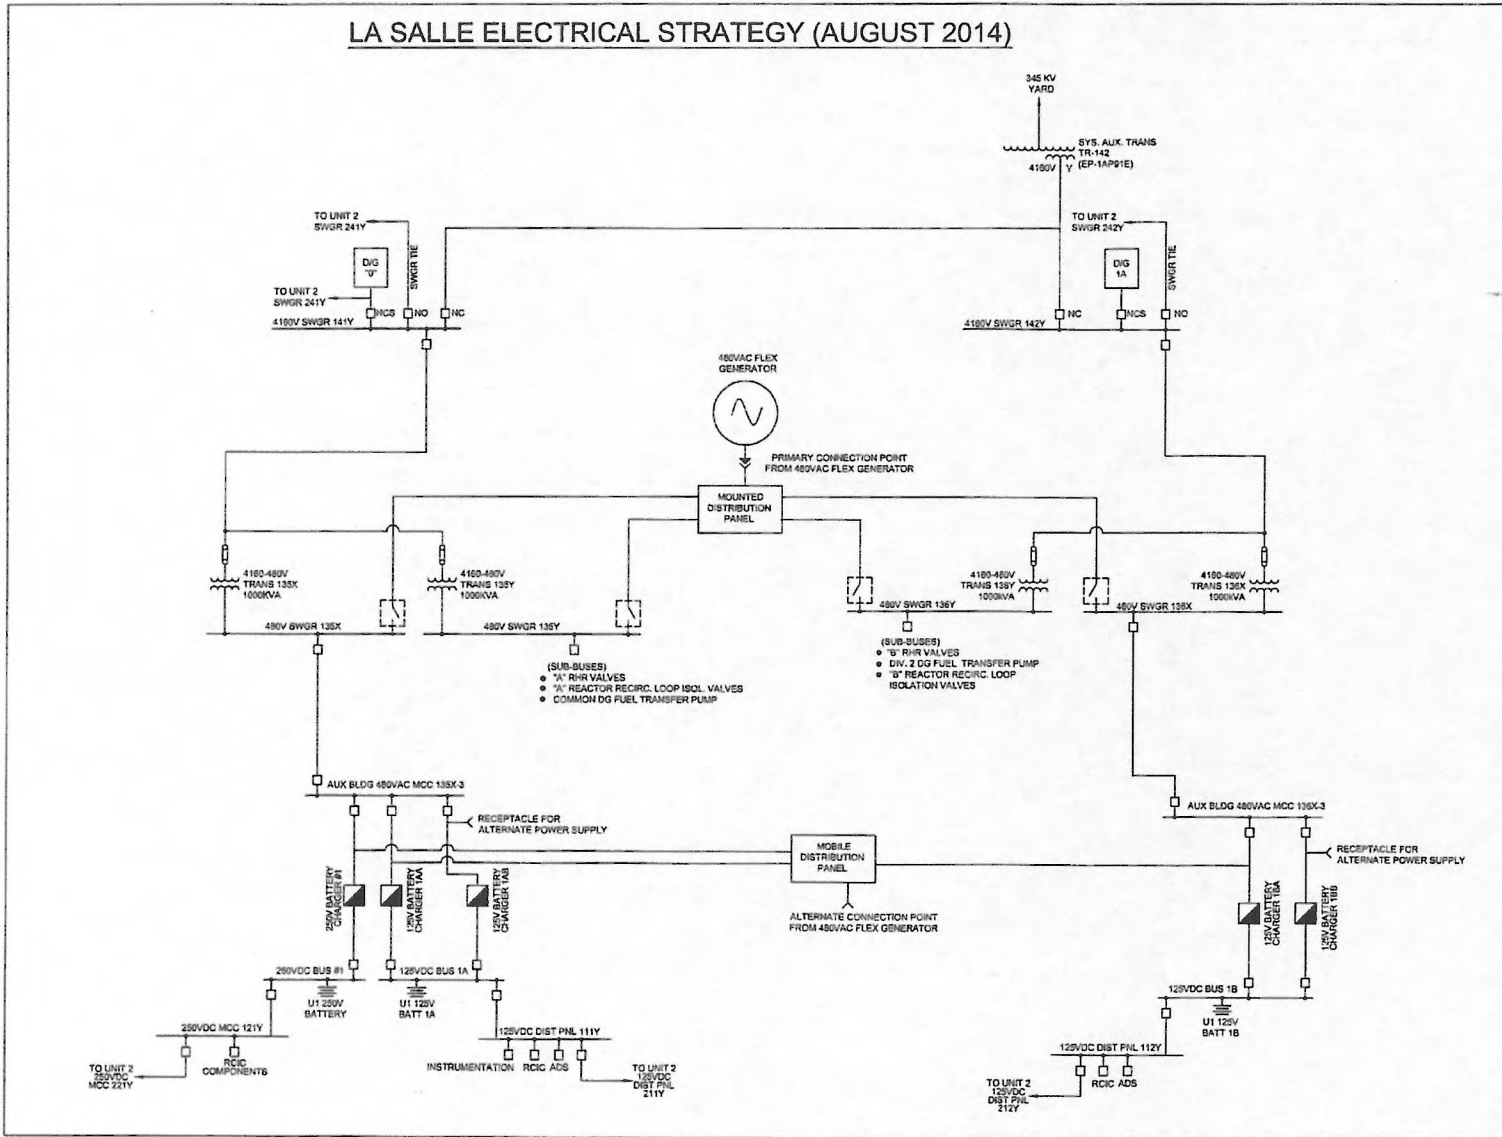 LA SALLE ELECTRICAL STRATEGY (AUGUST 2014)
345 KV
YARD
SYS. AUX. TRANS
TR-142
(EP-1AP91E)
4160V
Y
TO UNIT 2
SWGR 241Y
SWGR TIE
D/G
"0"
TO UNIT 2
SWGR 241Y
NCS
NO
NC
4160V SWGR 141Y
TO UNIT 2
SWGR 242Y
SWGR TIE
D/G
1A
NC
NCS
NO
4160V SWGR 142Y
480VAC FLEX
GENERATOR
PRIMARY CONNECTION POINT
FROM 480VAC FLEX GENERATOR
MOUNTED
DISTRIBUTION
PANEL
4160-480V
TRANS 135X
1000KVA
4160-480V
TRANS 135Y
1000KVA
4160-480V
TRANS 136Y
1000KVA
4160-480V
TRANS 136X
1000KVA
480V SWGR 135X
480V SWGR 135Y
480V SWGR 136Y
480V SWGR 136X
(SUB-BUSES)
● "A" RHR VALVES
● "A" REACTOR RECIRC. LOOP ISOL. VALVES
● COMMON DG FUEL TRANSFER PUMP
(SUB-BUSES)
● "B" RHR VALVES
● DIV. 2 DG FUEL TRANSFER PUMP
● "B" REACTOR RECIRC. LOOP
ISOLATION VALVES
AUX BLDG 480VAC MCC 135X-3
RECEPTACLE FOR
ALTERNATE POWER SUPPLY
AUX BLDG 480VAC MCC 136X-3
RECEPTACLE FOR
ALTERNATE POWER SUPPLY
MOBILE
DISTRIBUTION
PANEL
ALTERNATE CONNECTION POINT
FROM 480VAC FLEX GENERATOR
250V BATTERY
CHARGER #1
125V BATTERY
CHARGER 1AA
125V BATTERY
CHARGER 1AB
125V BATTERY
CHARGER 1BA
125V BATTERY
CHARGER 1BB
250VDC BUS #1
125VDC BUS 1A
U1 250V
BATTERY
U1 125V
BATT 1A
125VDC BUS 1B
U1 125V
BATT 1B
250VDC MCC 121Y
RCIC
COMPONENTS
TO UNIT 2
250VDC
MCC 221Y
125VDC DIST PNL 111Y
INSTRUMENTATION
RCIC
ADS
TO UNIT 2
125VDC
DIST PNL
211Y
125VDC DIST PNL 112Y
RCIC
ADS
TO UNIT 2
125VDC
DIST PNL
212Y